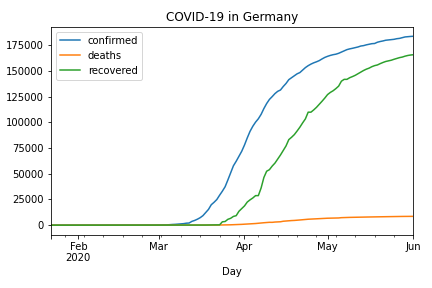 COVID-19 in Germany
confirmed
deaths
recovered
175000
150000
125000
100000
75000
50000
25000
0
Feb Mar Apr May Jun
2020
Day